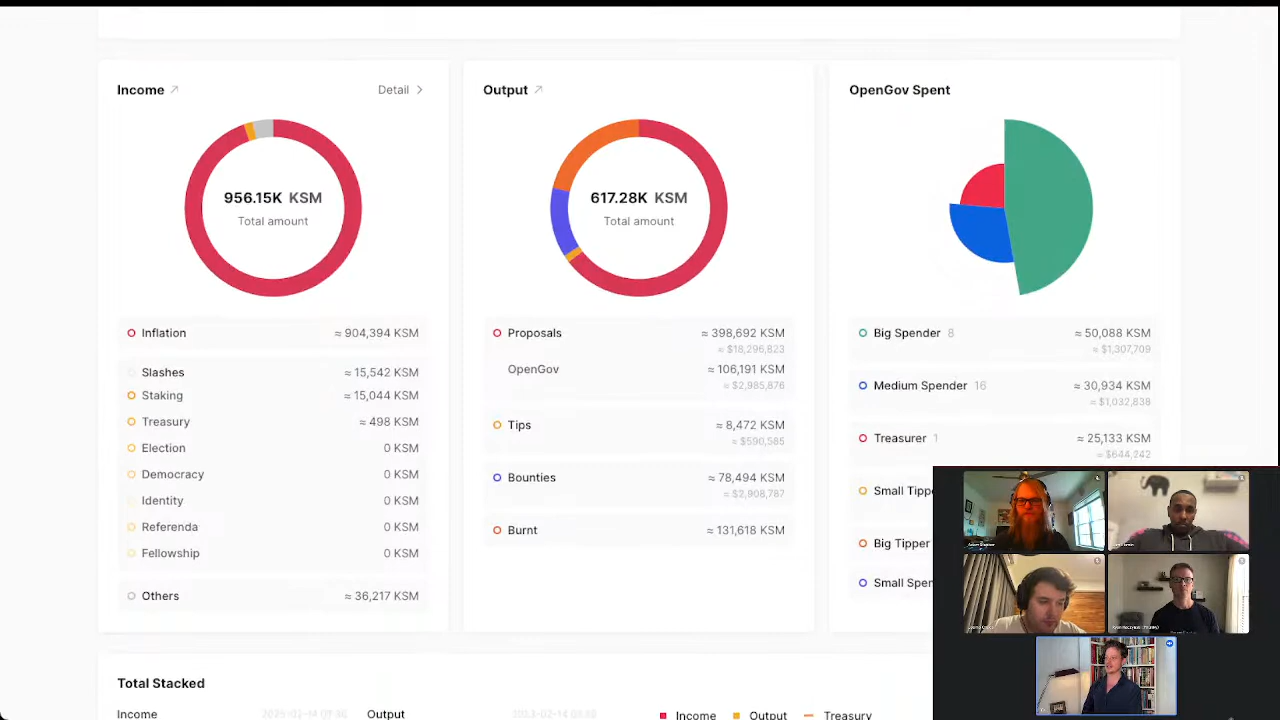 Income
Detail
956.15K KSM
Total amount
Inflation ≈ 904,394 KSM
Slashes ≈ 15,542 KSM
Staking ≈ 15,044 KSM
Treasury ≈ 498 KSM
Election 0 KSM
Democracy 0 KSM
Identity 0 KSM
Referenda 0 KSM
Fellowship 0 KSM
Others ≈ 36,217 KSM
Output
617.28K KSM
Total amount
Proposals ≈ 398,692 KSM
≈ $18,296,823
OpenGov ≈ 106,191 KSM
≈ $2,985,876
Tips ≈ 8,472 KSM
≈ $590,585
Bounties ≈ 78,494 KSM
≈ $2,908,787
Burnt ≈ 131,618 KSM
OpenGov Spent
Big Spender 8 ≈ 50,088 KSM
≈ $1,307,709
Medium Spender 16 ≈ 30,934 KSM
≈ $1,032,838
Treasurer 1 ≈ 25,133 KSM
≈ $644,242
Small Tippe
Big Tipper
Small Spen
Total Stacked
Income
Output
Income Output Treasury